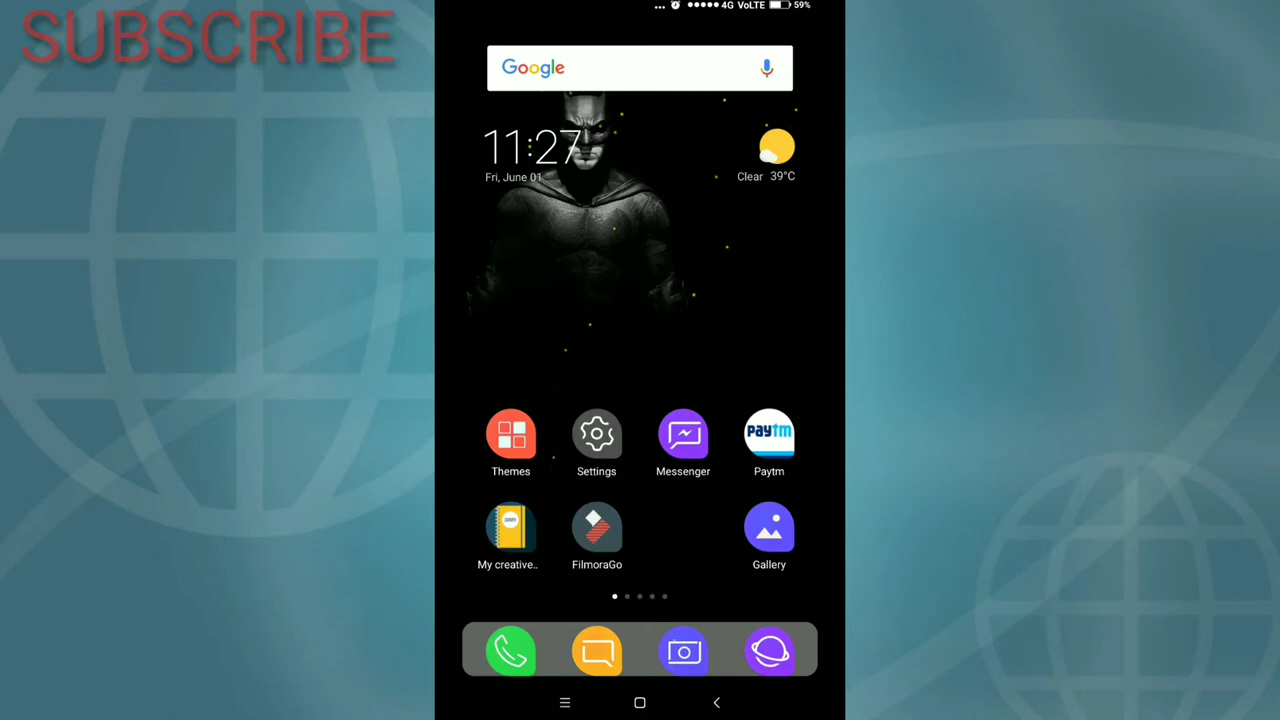 SUBSCRIBE
4G VoLTE 59%
Google
11:27
Fri, June 01
Clear 39°C
Themes Settings Messenger Paytm
paytm
My creative.. FilmoraGo Gallery